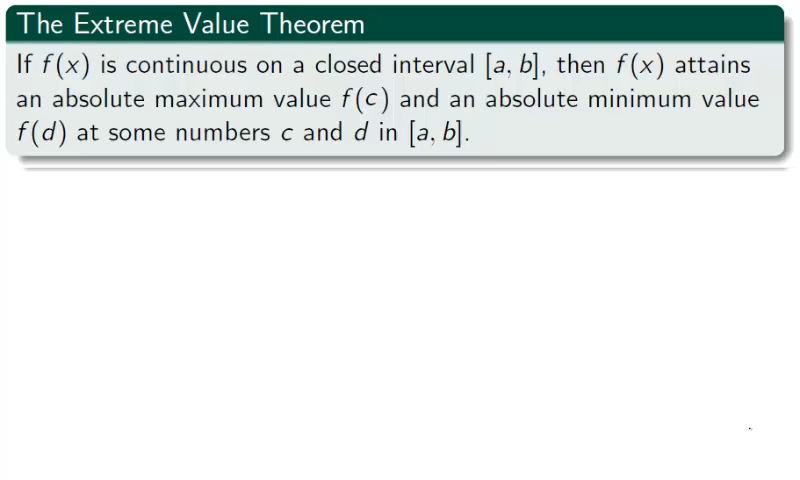 The Extreme Value Theorem
If f(x) is continuous on a closed interval [a, b], then f(x) attains
an absolute maximum value f(c) and an absolute minimum value
f(d) at some numbers c and d in [a, b].